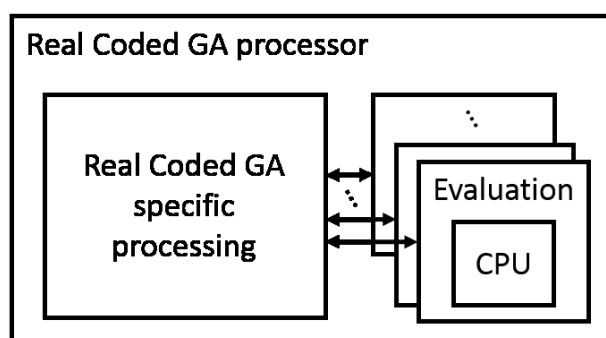 Real Coded GA processor
Real Coded GA
specific
processing
Evaluation
CPU